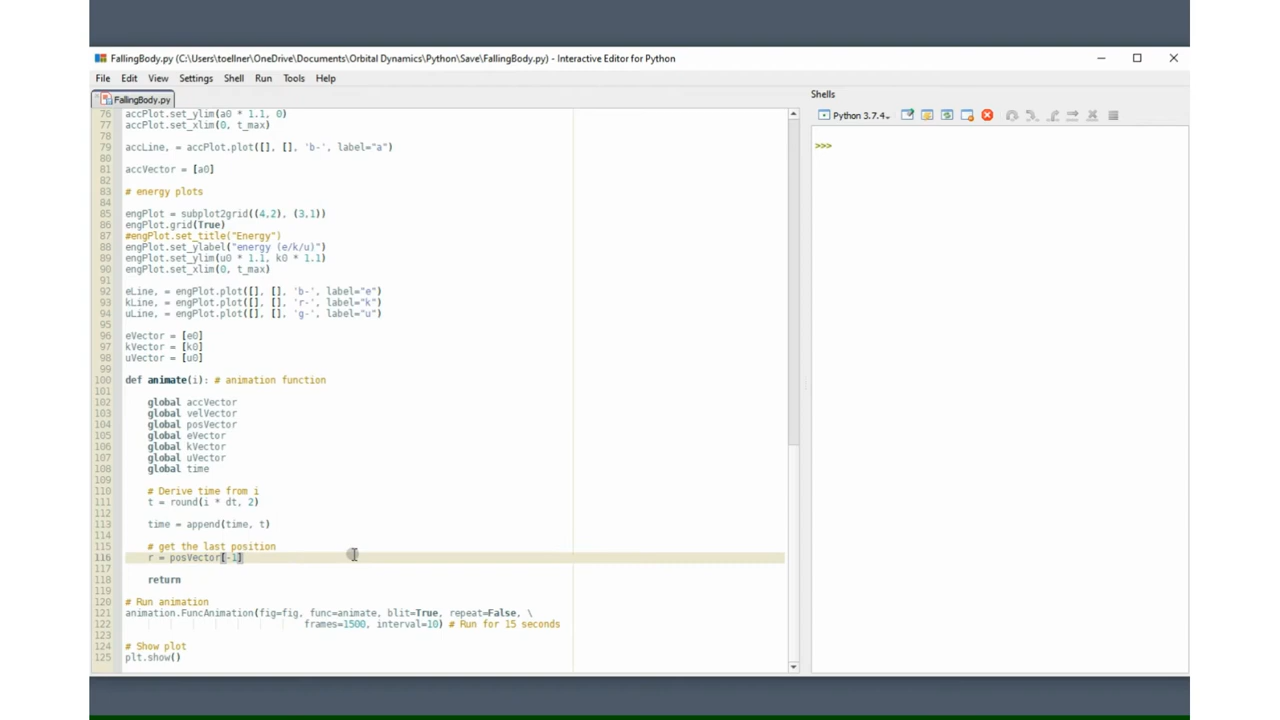 FallingBody.py (C:\Users\toellner\OneDrive\Documents\Orbital Dynamics\Python\Save\FallingBody.py) - Interactive Editor for Python
File Edit View Settings Shell Run Tools Help
FallingBody.py
Shells
Python 3.7.4
>>>
76 accPlot.set_ylim(a0 * 1.1, 0)
77 accPlot.set_xlim(0, t_max)
78
79 accLine, = accPlot.plot([], [], 'b-', label="a")
80
81 accVector = [a0]
82
83 # energy plots
84
85 engPlot = subplot2grid((4,2), (3,1))
86 engPlot.grid(True)
87 #engPlot.set_title("Energy")
88 engPlot.set_ylabel("energy (e/k/u)")
89 engPlot.set_ylim(u0 * 1.1, k0 * 1.1)
90 engPlot.set_xlim(0, t_max)
91
92 eLine, = engPlot.plot([], [], 'b-', label="e")
93 kLine, = engPlot.plot([], [], 'r-', label="k")
94 uLine, = engPlot.plot([], [], 'g-', label="u")
95
96 eVector = [e0]
97 kVector = [k0]
98 uVector = [u0]
99
100 def animate(i): # animation function
101
102 global accVector
103 global velVector
104 global posVector
105 global eVector
106 global kVector
107 global uVector
108 global time
109
110 # Derive time from i
111 t = round(i * dt, 2)
112
113 time = append(time, t)
114
115 # get the last position
116 r = posVector[-1]
117
118 return
119
120 # Run animation
121 animation.FuncAnimation(fig=fig, func=animate, blit=True, repeat=False, \
122 frames=1500, interval=10) # Run for 15 seconds
123
124 # Show plot
125 plt.show()